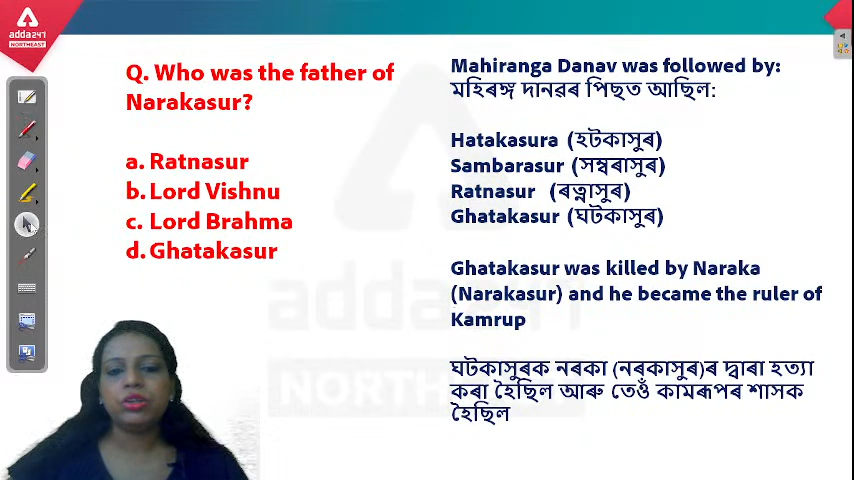 adda247
NORTHEAST
Q. Who was the father of
Narakasur?
a. Ratnasur
b. Lord Vishnu
c. Lord Brahma
d. Ghatakasur
Mahiranga Danav was followed by:
মহিৰঙ্গ দানৱৰ পিছত আছিল:
Hatakasura (হটকাসুৰ)
Sambarasur (সম্বৰাসুৰ)
Ratnasur (ৰত্নাসুৰ)
Ghatakasur (ঘটকাসুৰ)
Ghatakasur was killed by Naraka
(Narakasur) and he became the ruler of
Kamrup
ঘটকাসুৰক নৰকা (নৰকাসুৰ)ৰ দ্বাৰা হত্যা
কৰা হৈছিল আৰু তেওঁ কামৰূপৰ শাসক
হৈছিল
adda247
NORTHEAST